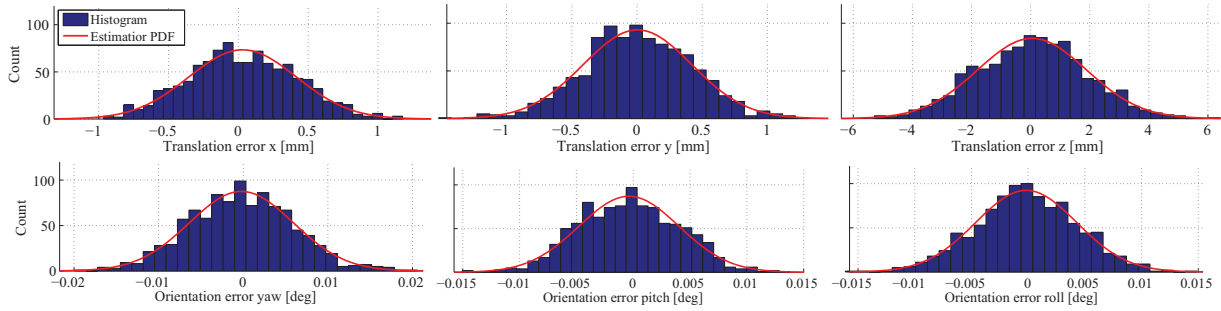 Histogram
Estimatior PDF
Count
100
50
0
−1 −0.5 0 0.5 1
Translation error x [mm]
−1 −0.5 0 0.5 1
Translation error y [mm]
−6 −4 −2 0 2 4 6
Translation error z [mm]
Count
100
50
0
−0.02 −0.01 0 0.01 0.02
Orientation error yaw [deg]
−0.015 −0.01 −0.005 0 0.005 0.01 0.015
Orientation error pitch [deg]
−0.015 −0.01 −0.005 0 0.005 0.01 0.015
Orientation error roll [deg]